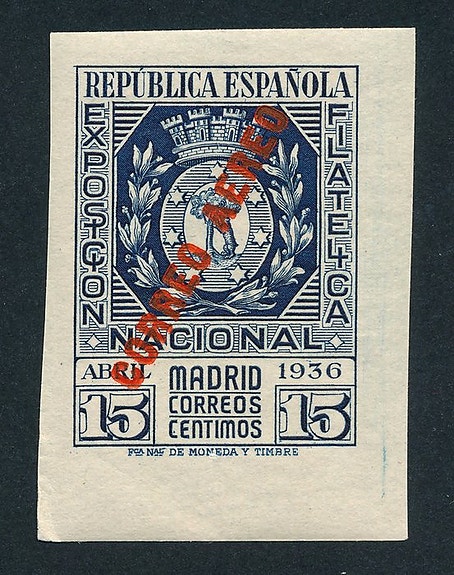 REPÚBLICA ESPAÑOLA
EXPOSICION
FILATELICA
NACIONAL
CORREO AEREO
ABRIL
MADRID
1936
15
CORREOS
CENTIMOS
15
FCA NAL DE MONEDA Y TIMBRE